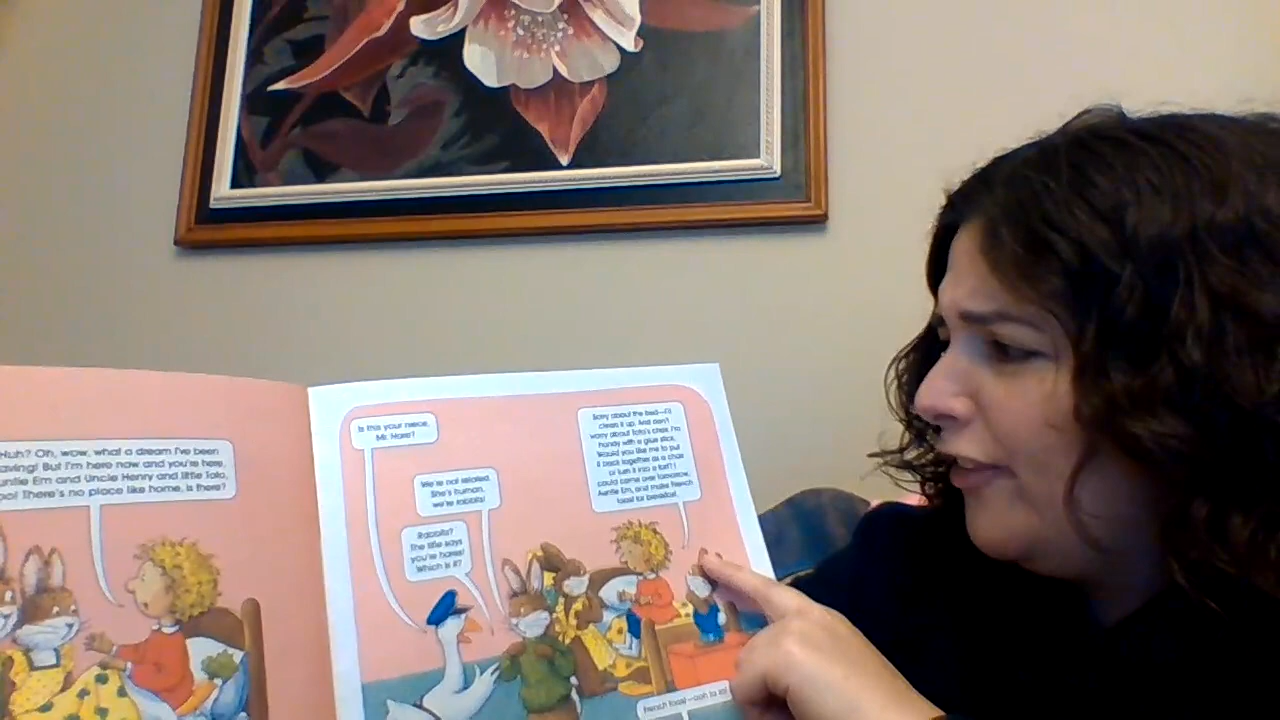 Huh? Oh, wow, what a dream I've been
aving! But I'm here now and you're here,
untie Em and Uncle Henry and little Toto,
oo! There's no place like home, is there?
Is this your niece,
Mr. Hare?
We're not related.
She's human,
we're rabbits!
Rabbits?
The title says
you're hares!
Which is it?
Sorry about the bed—I'll
clean it up. And don't
worry about Toto's chair. I'm
handy with a glue stick.
Would you like me to put
it back together as a chair
or turn it into a loft? I
could come over tomorrow,
Auntie Em, and make French
toast for breakfast.
French toast—ooh la la!